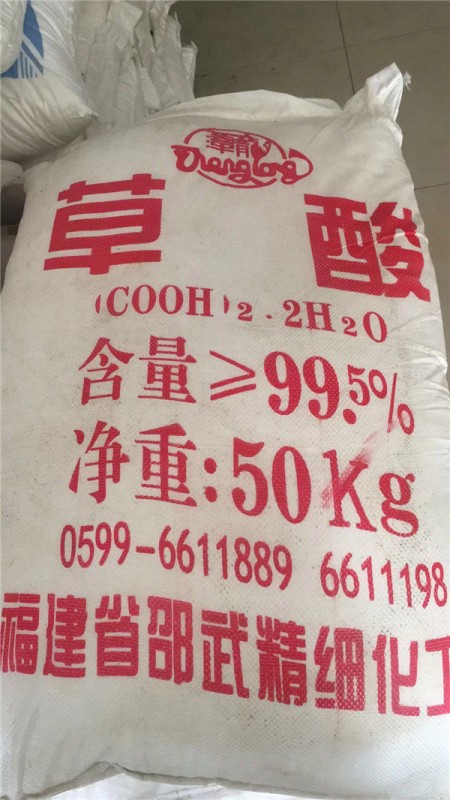 草酸
(COOH)₂·2H₂O
含量≥99.5%
净重:50Kg
0599-6611889 6611198
福建省邵武精细化工